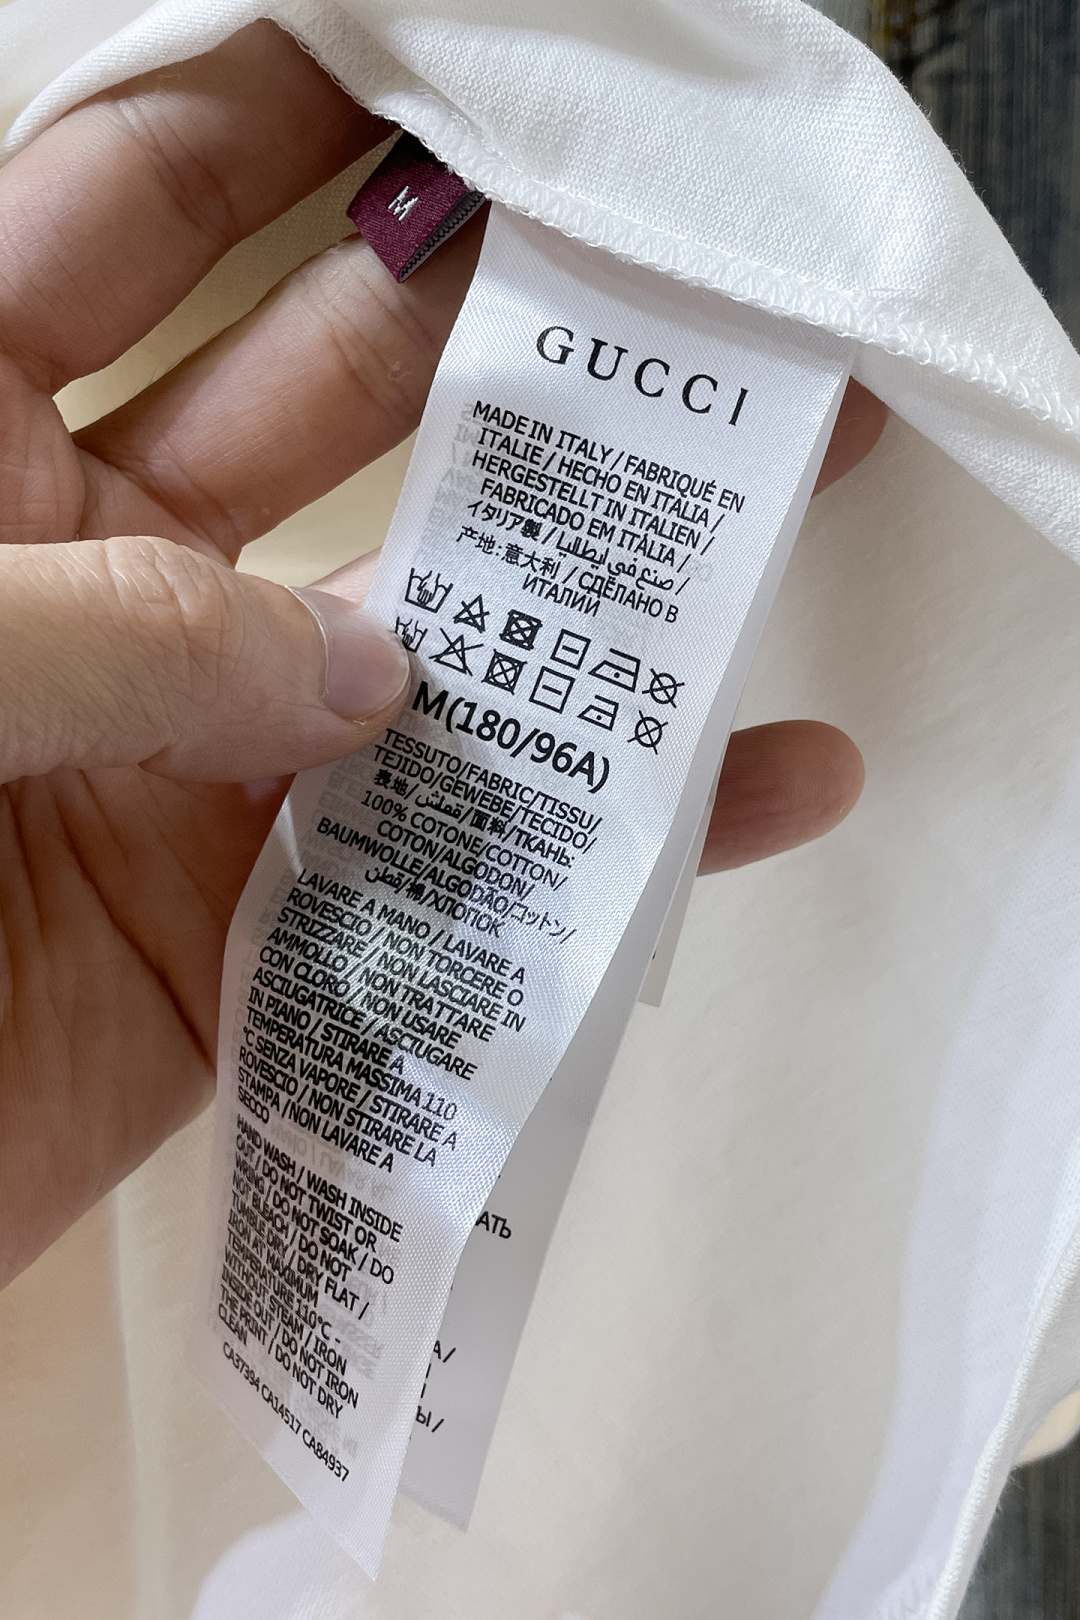 M
GUCCI
MADE IN ITALY / FABRIQUÉ EN
ITALIE / HECHO EN ITALIA /
HERGESTELLT IN ITALIEN /
FABRICADO EM ITÁLIA /
イタリア製 / صنع في إيطاليا /
产地:意大利 / СДЕЛАНО В
ИТАЛИИ
M(180/96A)
TESSUTO/FABRIC/TISSU/
TEJIDO/GEWEBE/TECIDO/
表地/قماش/面料/ТКАНЬ:
100% COTONE/COTTON/
COTON/ALGODON/
BAUMWOLLE/ALGODÃO/コットン/
قطن/棉/ХЛОПОК
LAVARE A MANO / LAVARE A
ROVESCIO / NON TORCERE O
STRIZZARE / NON LASCIARE IN
AMMOLLO / NON TRATTARE
CON CLORO / NON USARE
ASCIUGATRICE / ASCIUGARE
IN PIANO / STIRARE A
TEMPERATURA MASSIMA 110
°C SENZA VAPORE / STIRARE A
ROVESCIO / NON STIRARE LA
STAMPA / NON LAVARE A
SECCO
HAND WASH / WASH INSIDE
OUT / DO NOT TWIST OR
WRING / DO NOT SOAK / DO
NOT BLEACH / DO NOT
TUMBLE DRY / DRY FLAT /
IRON AT MAXIMUM
TEMPERATURE 110°C -
WITHOUT STEAM / IRON
INSIDE OUT / DO NOT IRON
THE PRINT / DO NOT DRY
CLEAN
CA37394 CA14517 CA84937
АТЬ